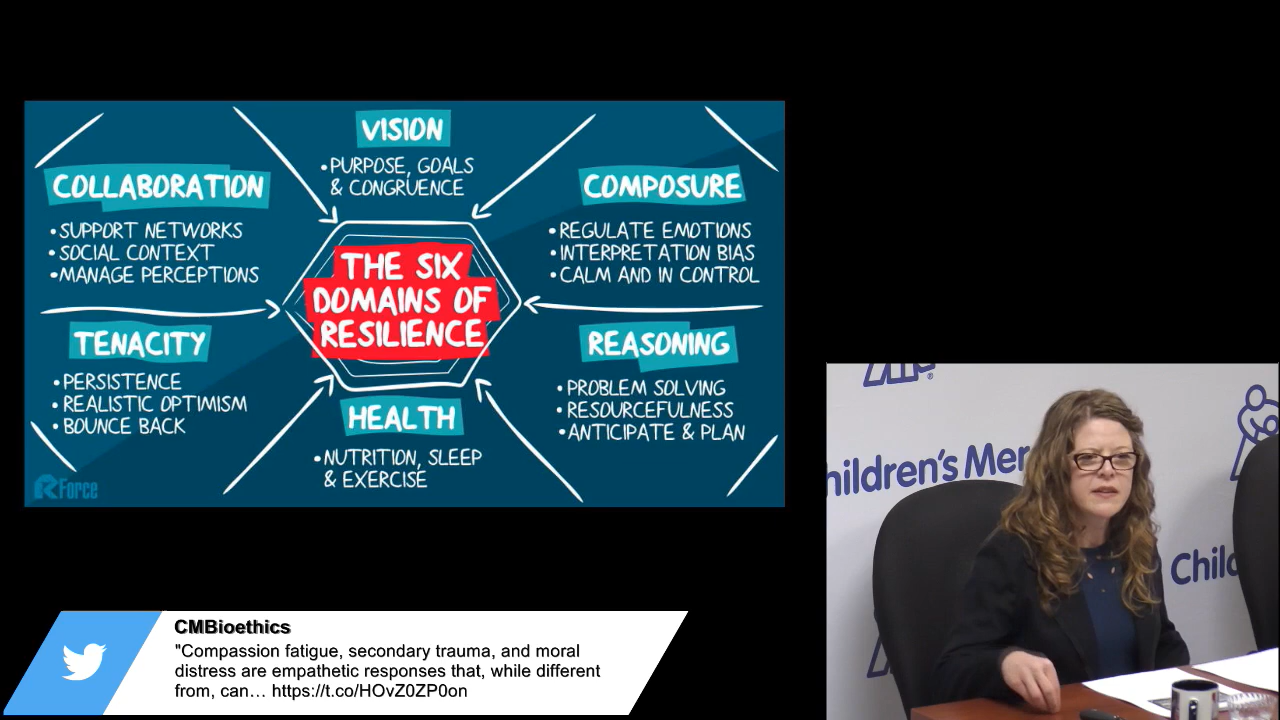 VISION
• PURPOSE, GOALS
& CONGRUENCE
COLLABORATION
• SUPPORT NETWORKS
• SOCIAL CONTEXT
• MANAGE PERCEPTIONS
COMPOSURE
• REGULATE EMOTIONS
• INTERPRETATION BIAS
• CALM AND IN CONTROL
THE SIX
DOMAINS OF
RESILIENCE
TENACITY
• PERSISTENCE
• REALISTIC OPTIMISM
• BOUNCE BACK
REASONING
• PROBLEM SOLVING
• RESOURCEFULNESS
• ANTICIPATE & PLAN
HEALTH
• NUTRITION, SLEEP
& EXERCISE
RForce
hildren's Mer
Chil
CMBioethics
"Compassion fatigue, secondary trauma, and moral
distress are empathetic responses that, while different
from, can… https://t.co/HOvZ0ZP0on